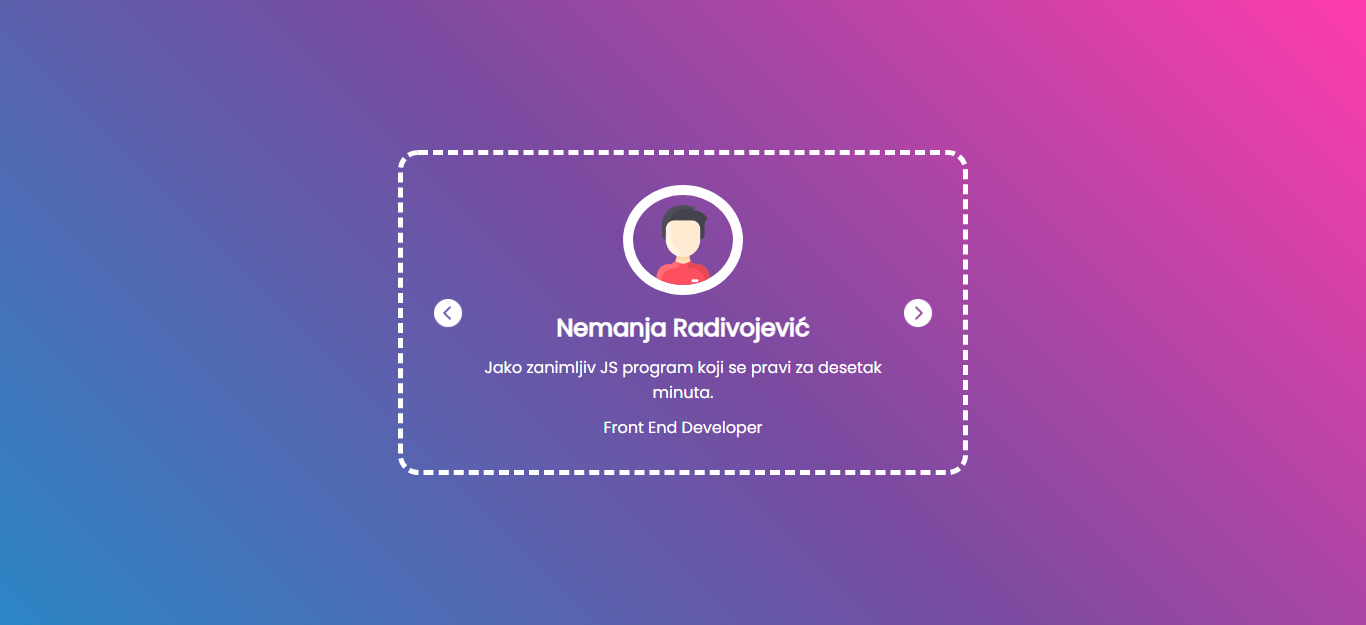 Nemanja Radivojević
Jako zanimljiv JS program koji se pravi za desetak
minuta.
Front End Developer